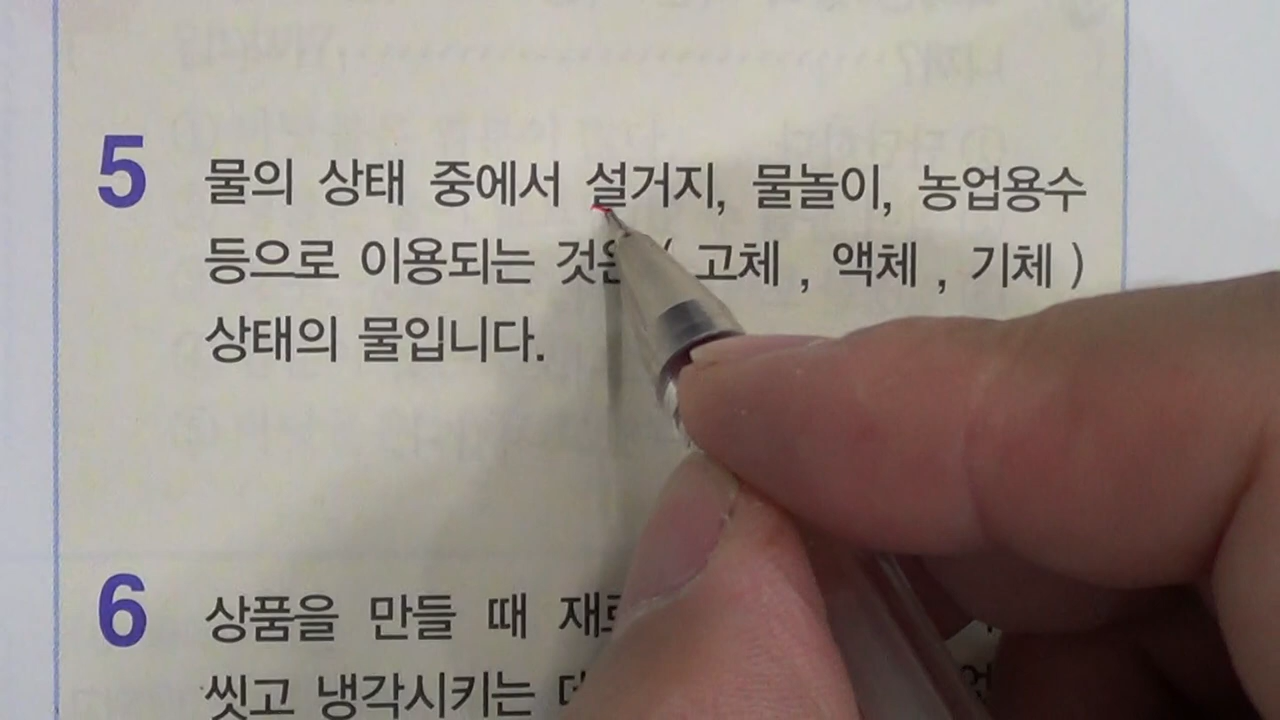 5 물의 상태 중에서 설거지, 물놀이, 농업용수
등으로 이용되는 것은 ( 고체 , 액체 , 기체 )
상태의 물입니다.
6 상품을 만들 때
씻고 냉각시키는